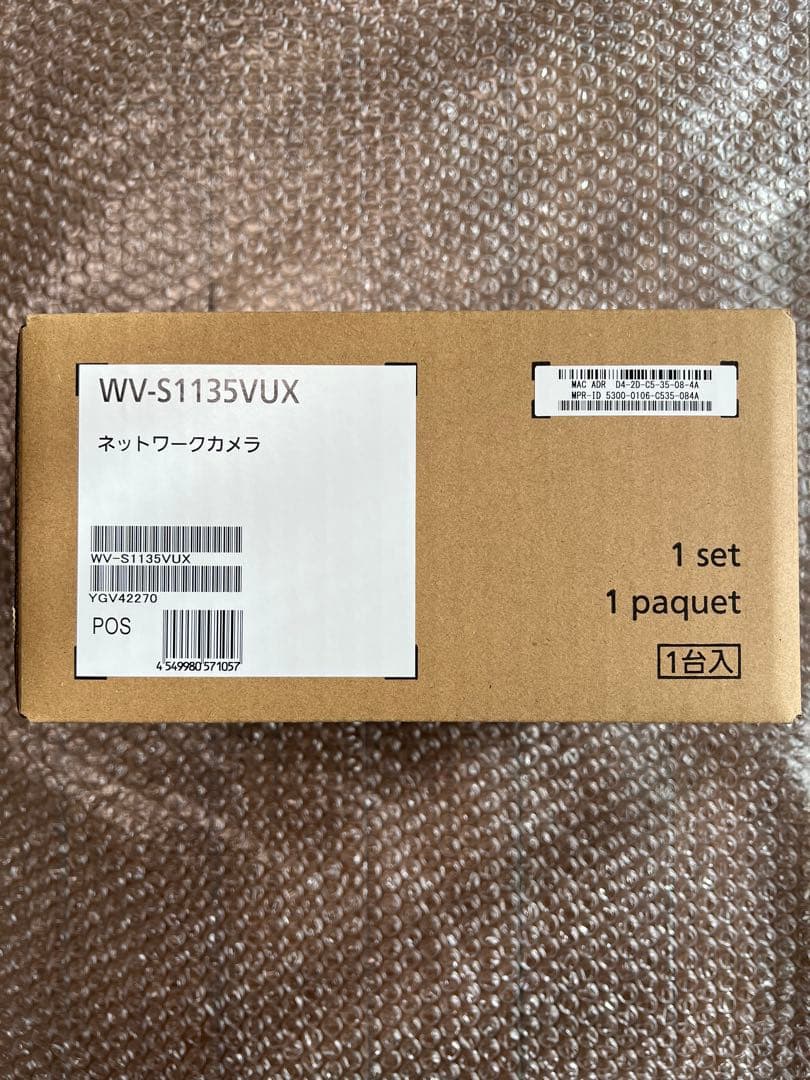 WV-S1135VUX
ネットワークカメラ
WV-S1135VUX
YGV42270
POS
4 549980 571057
MAC ADR D4-2D-C5-35-08-4A
MPR-ID 5300-0106-C535-084A
1 set
1 paquet
1台入